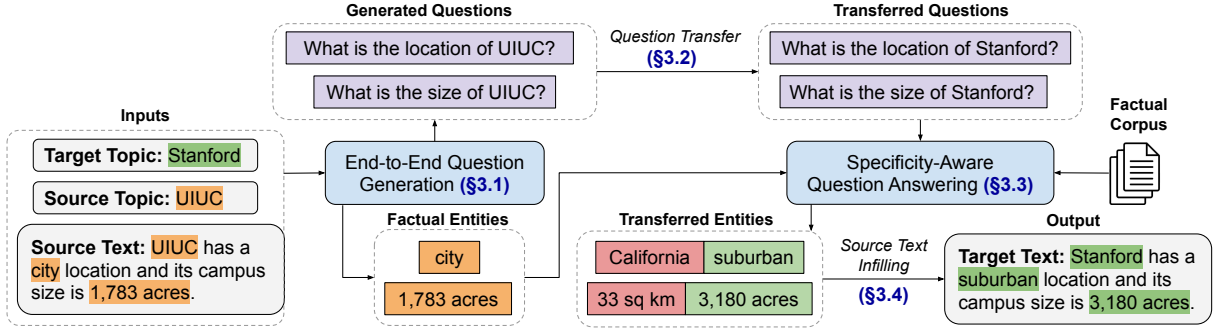 Generated Questions
What is the location of UIUC?
What is the size of UIUC?
Question Transfer
(§3.2)
Transferred Questions
What is the location of Stanford?
What is the size of Stanford?
Inputs
Target Topic: Stanford
Source Topic: UIUC
Source Text: UIUC has a
city location and its campus
size is 1,783 acres.
End-to-End Question
Generation (§3.1)
Specificity-Aware
Question Answering (§3.3)
Factual
Corpus
Factual Entities
city
1,783 acres
Transferred Entities
California suburban
33 sq km 3,180 acres
Source Text
Infilling
(§3.4)
Output
Target Text: Stanford has a
suburban location and its
campus size is 3,180 acres.